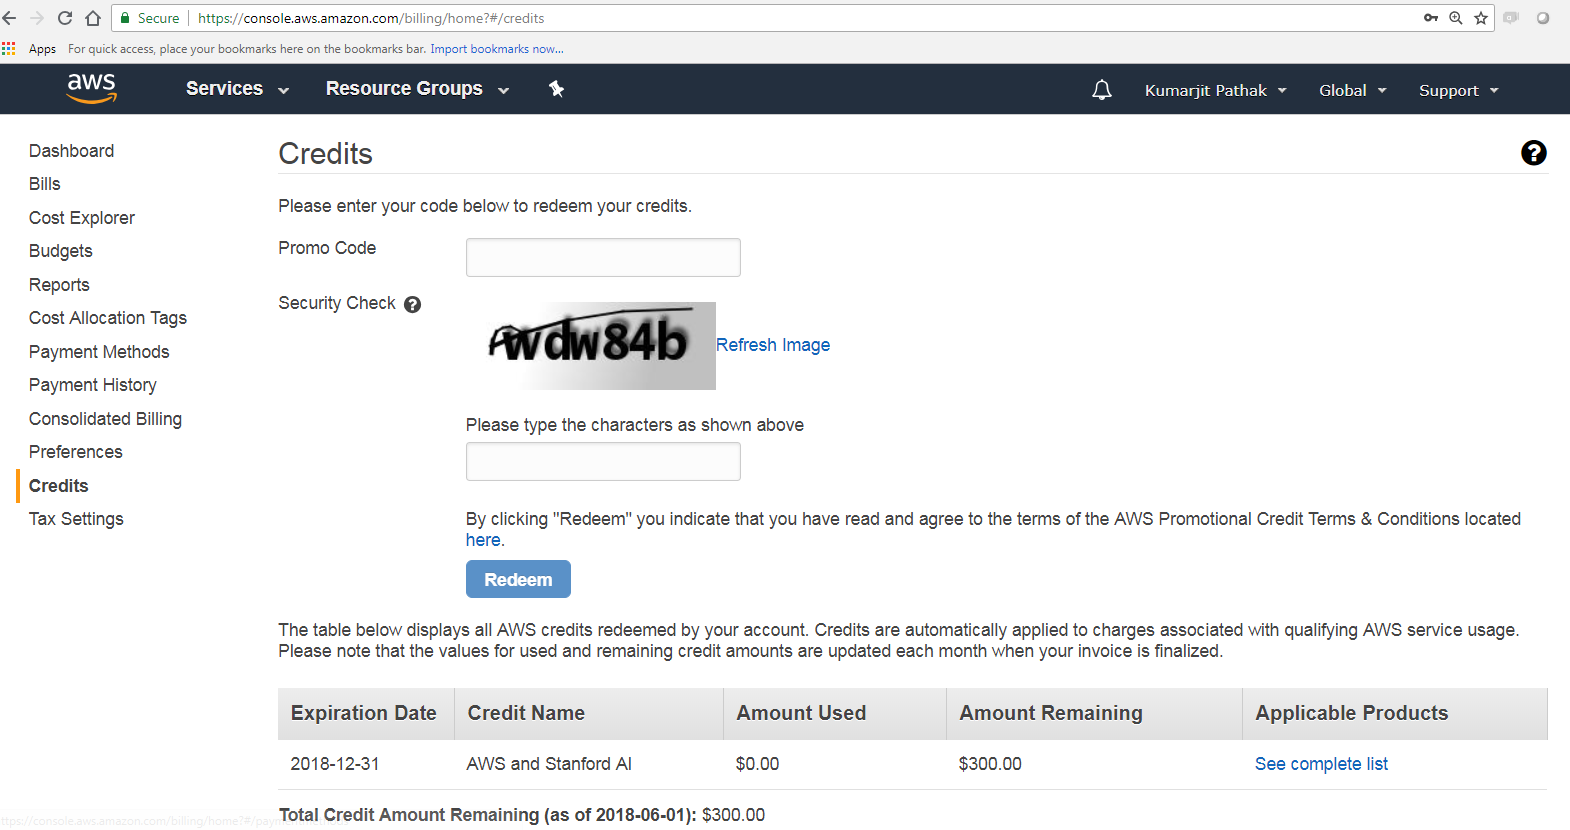 Secure https://console.aws.amazon.com/billing/home?#/credits
Apps For quick access, place your bookmarks here on the bookmarks bar. Import bookmarks now...
aws Services Resource Groups Kumarjit Pathak Global Support
Dashboard
Bills
Cost Explorer
Budgets
Reports
Cost Allocation Tags
Payment Methods
Payment History
Consolidated Billing
Preferences
Credits
Tax Settings
Credits
Please enter your code below to redeem your credits.
Promo Code
Security Check
wdw84b
Refresh Image
Please type the characters as shown above
By clicking "Redeem" you indicate that you have read and agree to the terms of the AWS Promotional Credit Terms & Conditions located
here.
Redeem
The table below displays all AWS credits redeemed by your account. Credits are automatically applied to charges associated with qualifying AWS service usage.
Please note that the values for used and remaining credit amounts are updated each month when your invoice is finalized.
Expiration Date Credit Name Amount Used Amount Remaining Applicable Products
2018-12-31 AWS and Stanford AI $0.00 $300.00 See complete list
Total Credit Amount Remaining (as of 2018-06-01): $300.00